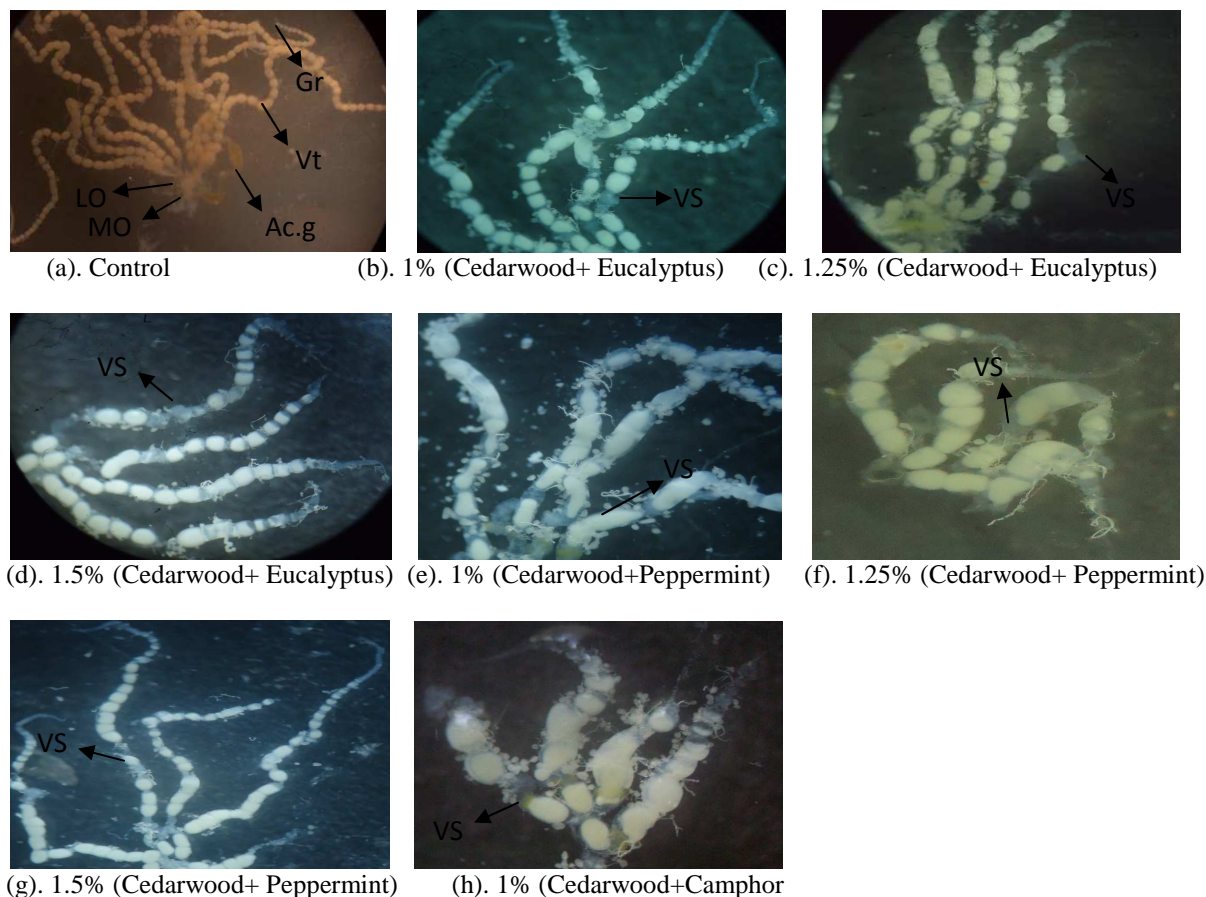 Gr
Vt
LO
MO
Ac.g
VS
VS
(a). Control (b). 1% (Cedarwood+ Eucalyptus) (c). 1.25% (Cedarwood+ Eucalyptus)
VS
VS
VS
(d). 1.5% (Cedarwood+ Eucalyptus) (e). 1% (Cedarwood+Peppermint) (f). 1.25% (Cedarwood+ Peppermint)
VS
VS
(g). 1.5% (Cedarwood+ Peppermint) (h). 1% (Cedarwood+Camphor